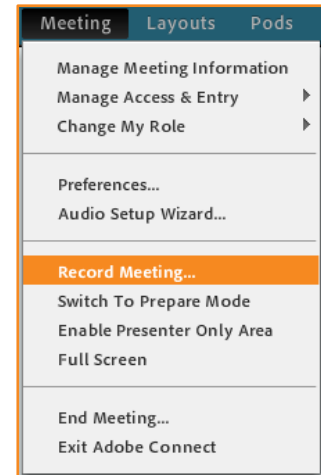 Meeting Layouts Pods
Manage Meeting Information
Manage Access & Entry
Change My Role
Preferences...
Audio Setup Wizard...
Record Meeting...
Switch To Prepare Mode
Enable Presenter Only Area
Full Screen
End Meeting...
Exit Adobe Connect